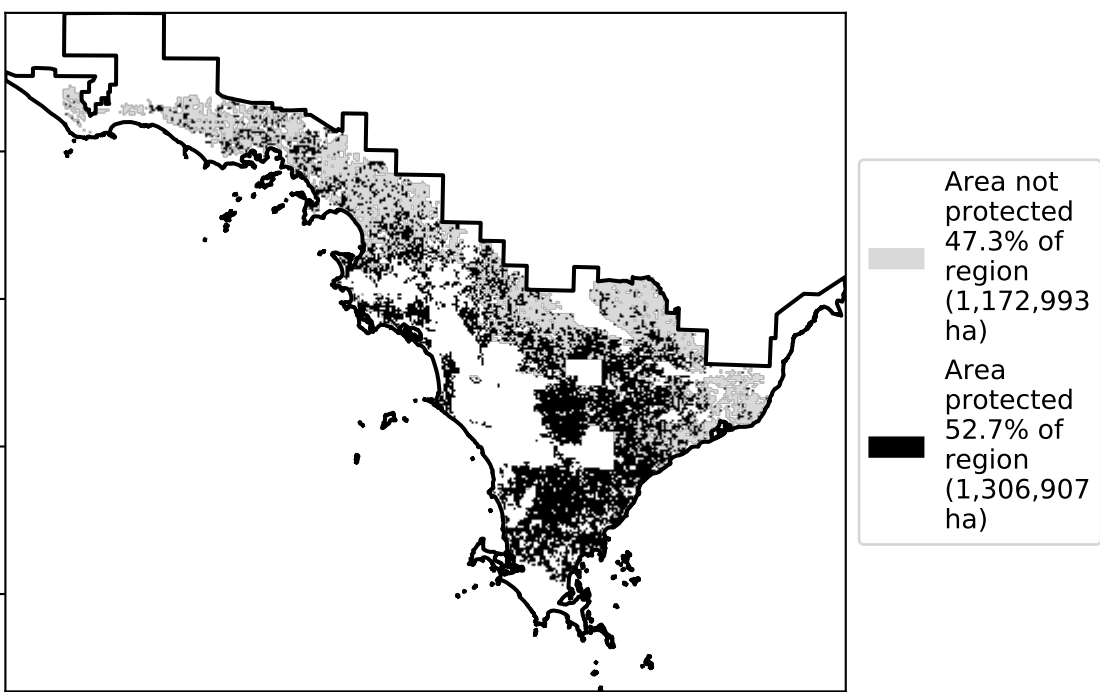 Area not
protected
47.3% of
region
(1,172,993
ha)
Area
protected
52.7% of
region
(1,306,907
ha)